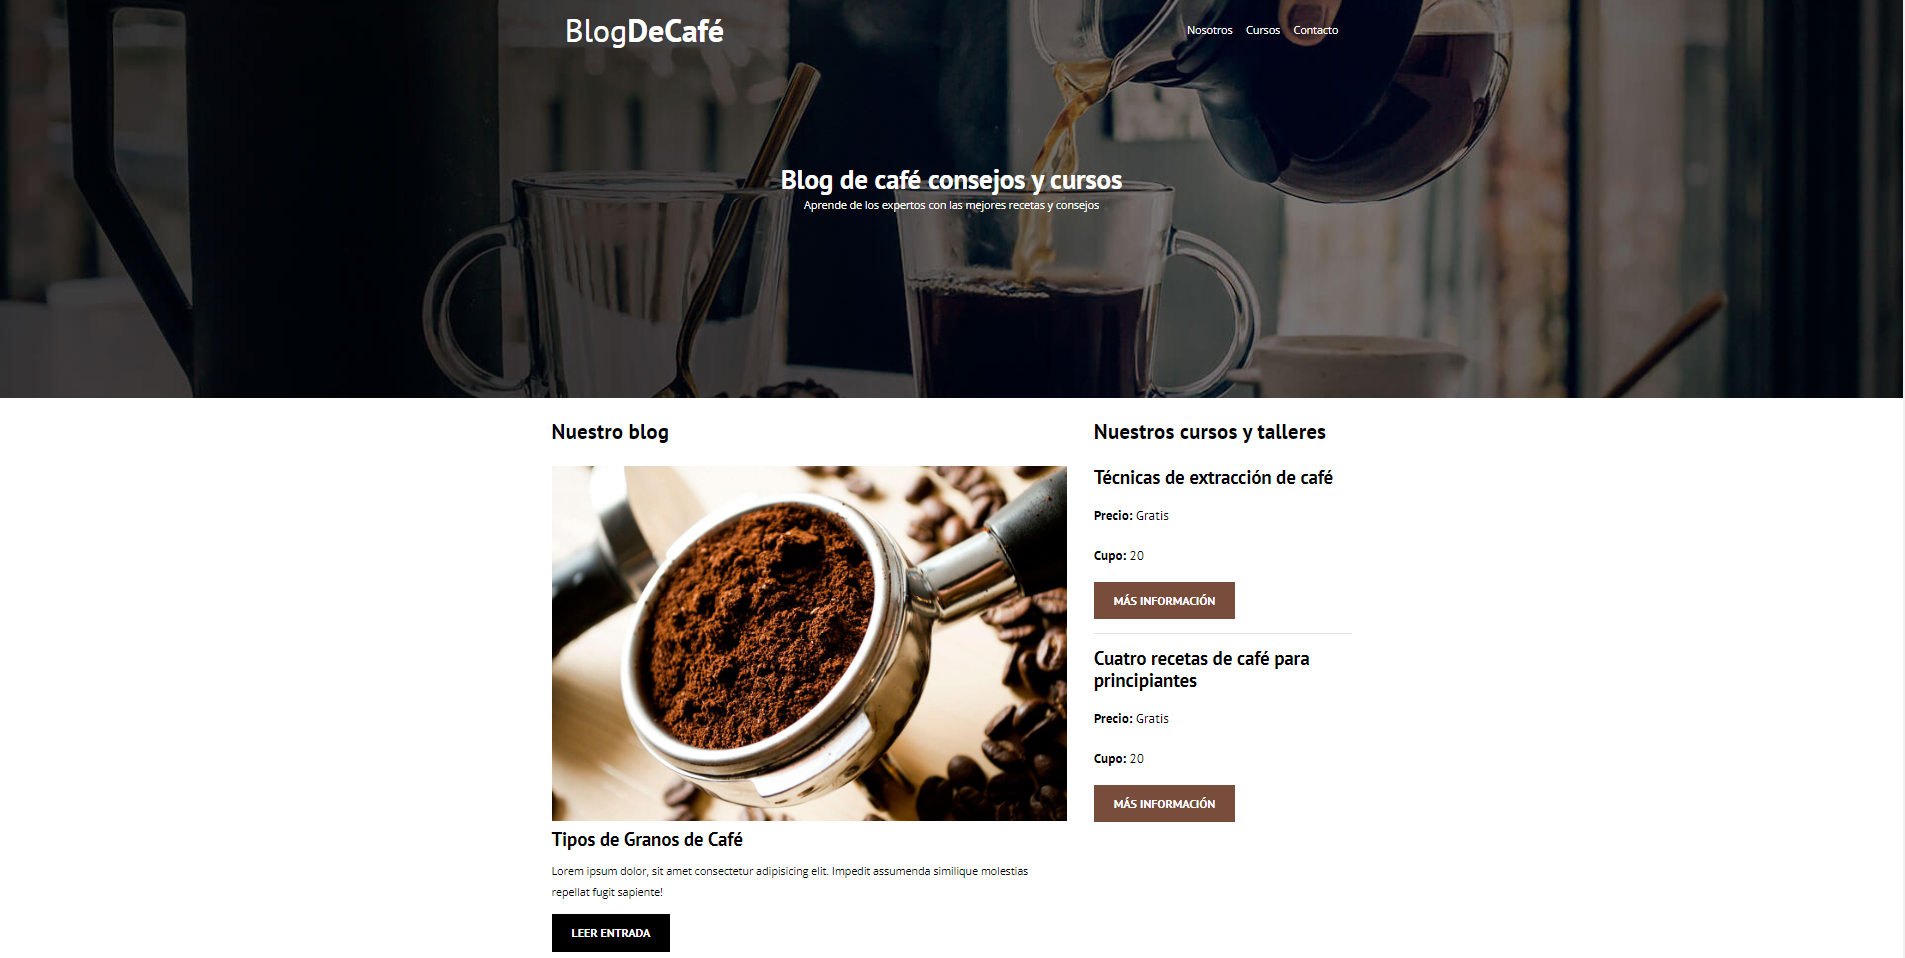 BlogDeCafé
Nosotros Cursos Contacto
Blog de café consejos y cursos
Aprende de los expertos con las mejores recetas y consejos
Nuestro blog
Tipos de Granos de Café
Lorem ipsum dolor, sit amet consectetur adipisicing elit. Impedit assumenda similique molestias
repellat fugit sapiente!
LEER ENTRADA
Nuestros cursos y talleres
Técnicas de extracción de café
Precio: Gratis
Cupo: 20
MÁS INFORMACIÓN
Cuatro recetas de café para
principiantes
Precio: Gratis
Cupo: 20
MÁS INFORMACIÓN